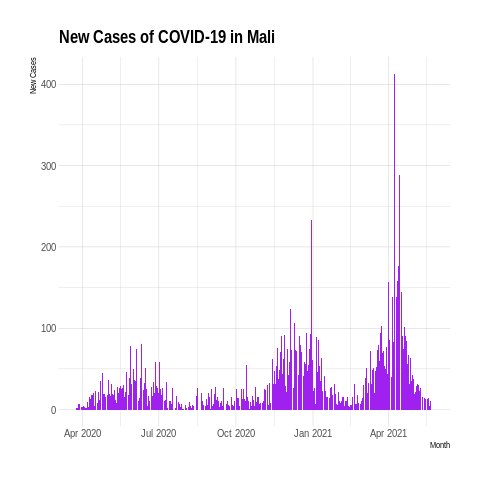 New Cases of COVID-19 in Mali
New Cases
400
300
200
100
0
Apr 2020
Jul 2020
Oct 2020
Jan 2021
Apr 2021
Month